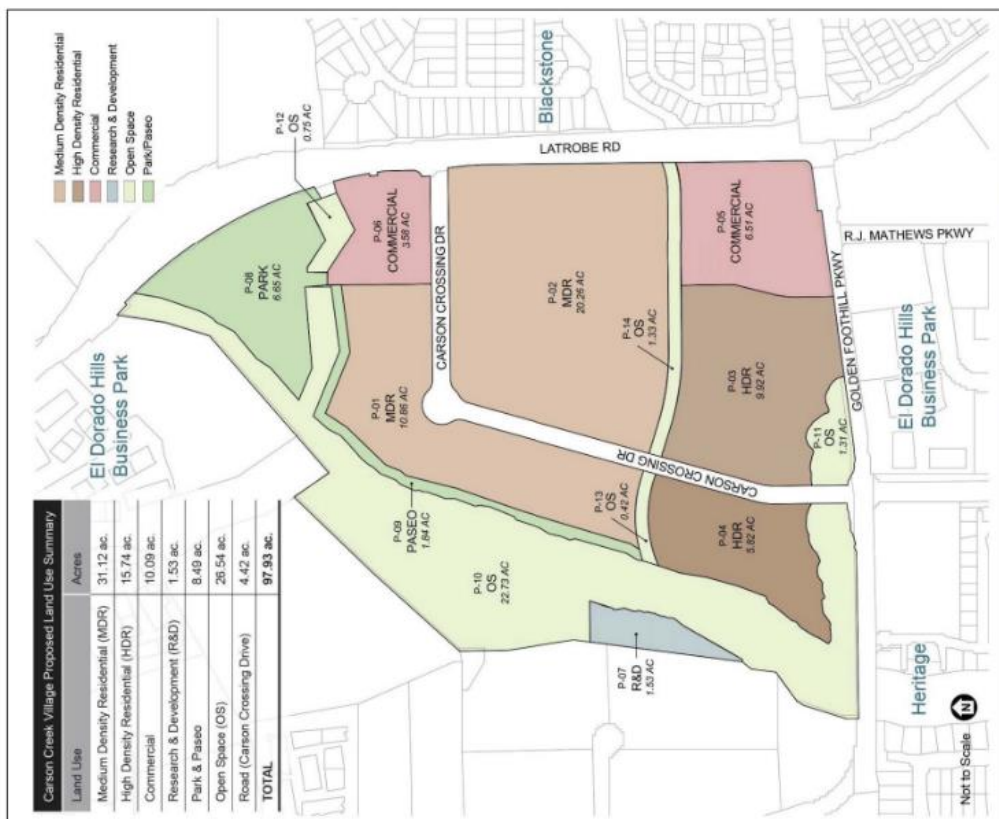 Carson Creek Village Proposed Land Use Summary
Land Use Acres
Medium Density Residential (MDR) 31.12 ac.
High Density Residential (HDR) 15.74 ac.
Commercial 10.09 ac.
Research & Development (R&D) 1.53 ac.
Park & Paseo 8.49 ac.
Open Space (OS) 26.54 ac.
Road (Carson Crossing Drive) 4.42 ac.
TOTAL 97.93 ac.
Medium Density Residential
High Density Residential
Commercial
Research & Development
Open Space
Park/Paseo
El Dorado Hills
Business Park
P-08
PARK
6.65 AC
P-12
OS
0.75 AC
P-06
COMMERCIAL
3.58 AC
Blackstone
LATROBE RD
CARSON CROSSING DR
P-01
MDR
10.86 AC
P-02
MDR
20.26 AC
P-09
PASEO
1.84 AC
P-10
OS
22.73 AC
P-14
OS
1.33 AC
P-13
OS
0.42 AC
CARSON CROSSING DR
P-05
COMMERCIAL
6.51 AC
P-03
HDR
9.92 AC
P-04
HDR
5.82 AC
P-11
OS
1.31 AC
P-07
R&D
1.53 AC
GOLDEN FOOTHILL PKWY
R.J. MATHEWS PKWY
El Dorado Hills
Business Park
Heritage
Not to Scale
N